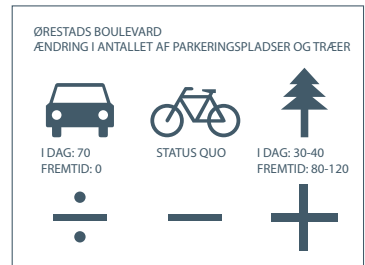 ØRESTADS BOULEVARD
ÆNDRING I ANTALLET AF PARKERINGSPLADSER OG TRÆER
I DAG: 70
FREMTID: 0
STATUS QUO
I DAG: 30-40
FREMTID: 80-120